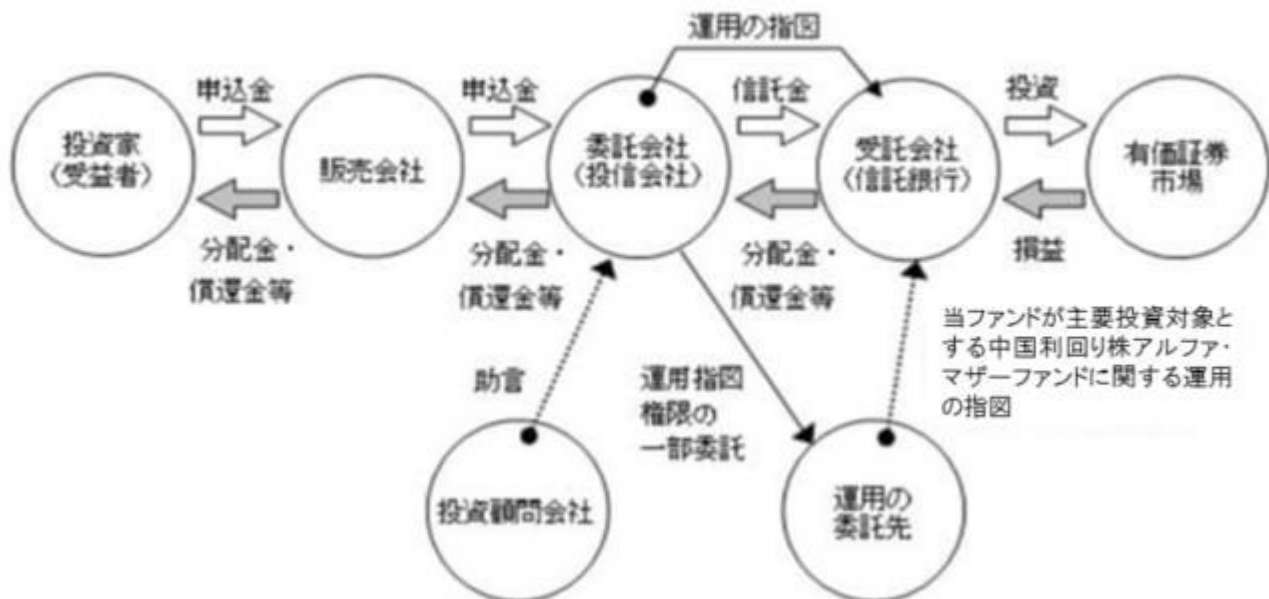 運用の指図
申込金
申込金
信託金
投資
投資家
〈受益者〉
販売会社
委託会社
〈投信会社〉
受託会社
〈信託銀行〉
有価証券
市場
分配金・
償還金等
分配金・
償還金等
分配金・
償還金等
損益
当ファンドが主要投資対象と
する中国利回り株アルファ・
マザーファンドに関する運用
の指図
助言
運用指図
権限の
一部委託
投資顧問会社
運用の
委託先